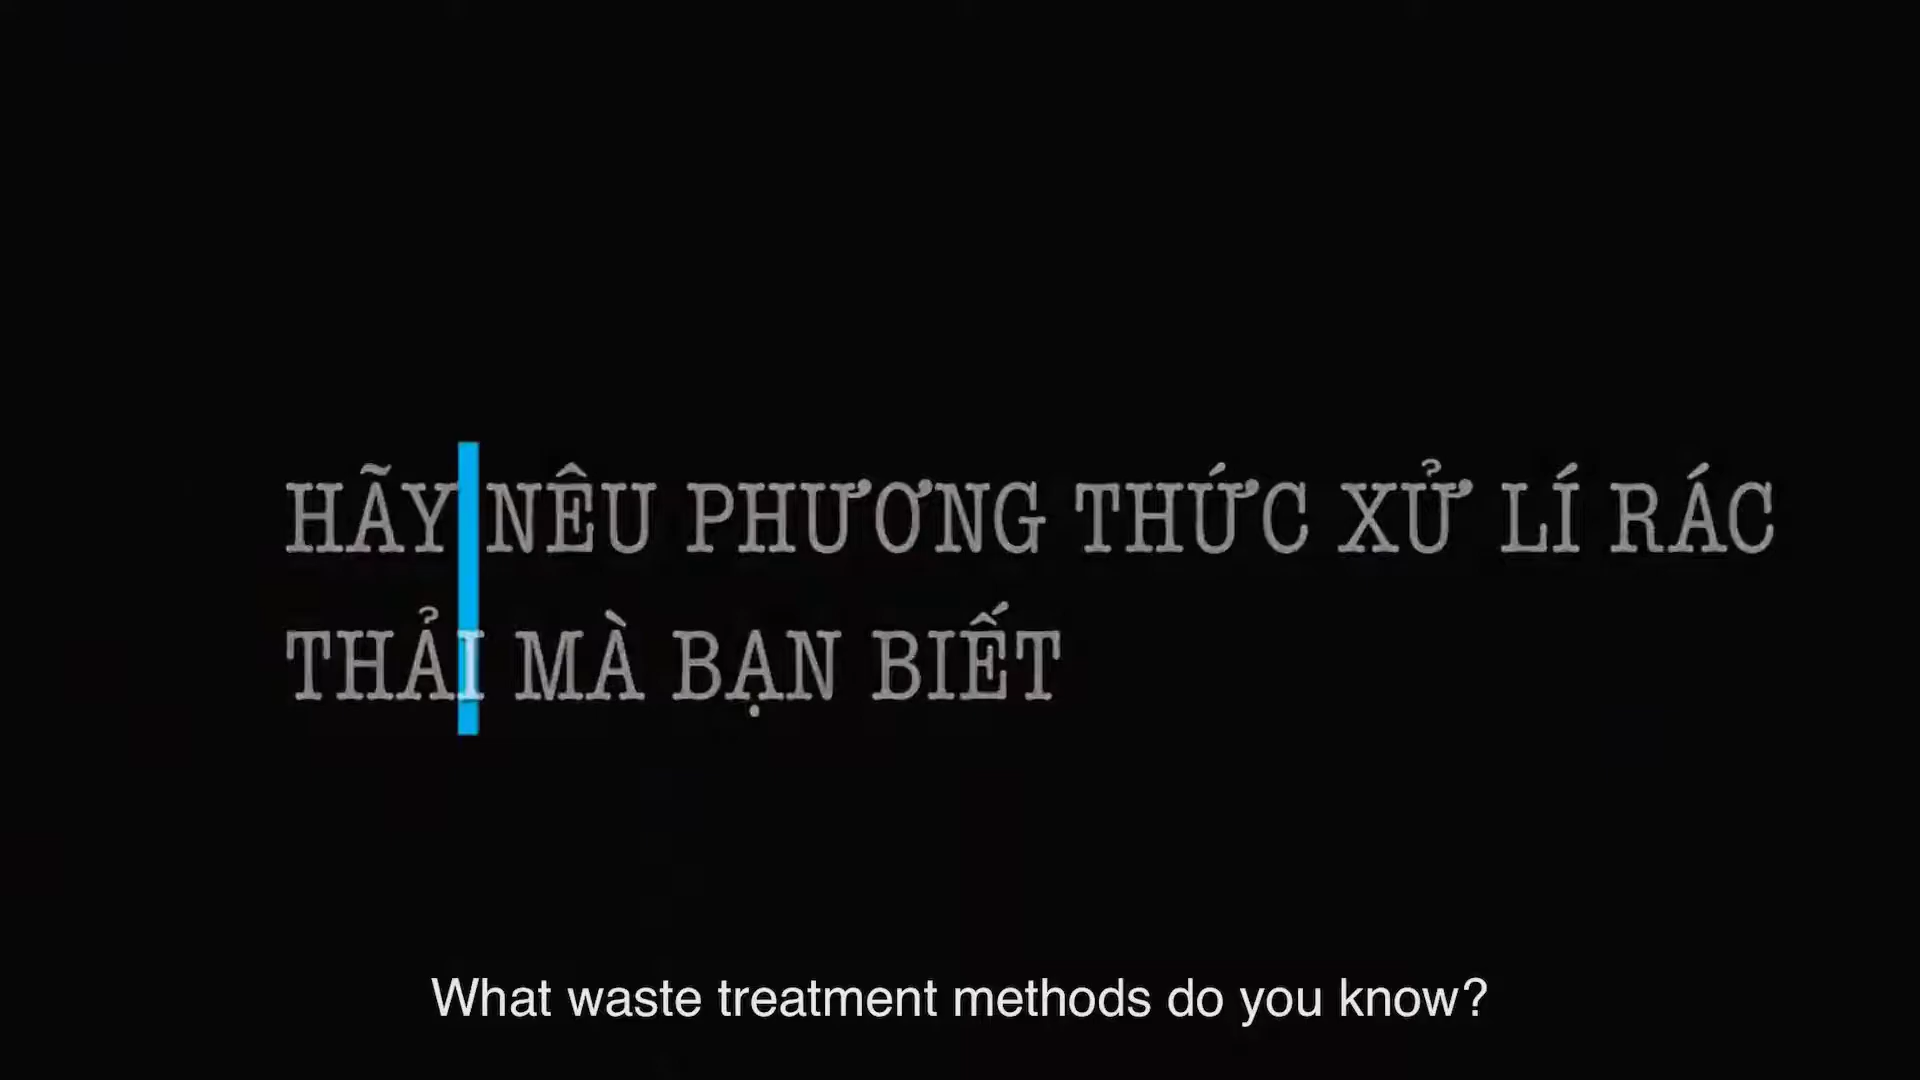 HÃY NÊU PHƯƠNG THỨC XỬ LÍ RÁC
THẢI MÀ BẠN BIẾT
What waste treatment methods do you know?